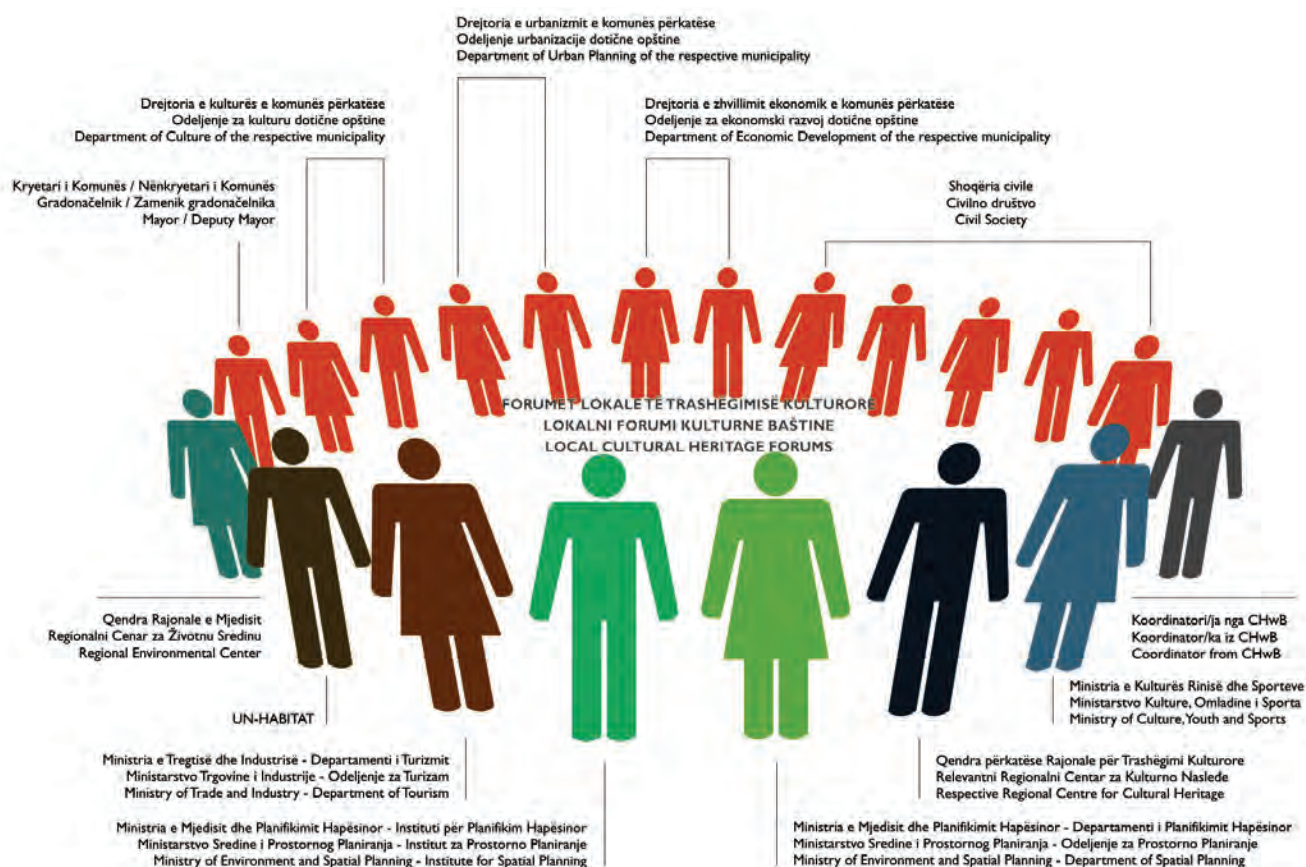 Drejtoria e urbanizmit e komunës përkatëse
Odeljenje urbanizacije dotične opštine
Department of Urban Planning of the respective municipality
Drejtoria e kulturës e komunës përkatëse
Odeljenje za kulturu dotične opštine
Department of Culture of the respective municipality
Drejtoria e zhvillimit ekonomik e komunës përkatëse
Odeljenje za ekonomski razvoj dotične opštine
Department of Economic Development of the respective municipality
Kryetari i Komunës / Nënkryetari i Komunës
Gradonačelnik / Zamenik gradonačelnika
Mayor / Deputy Mayor
Shoqëria civile
Civilno društvo
Civil Society
FORUMET LOKALE TË TRASHËGIMISË KULTURORE
LOKALNI FORUMI KULTURNE BAŠTINE
LOCAL CULTURAL HERITAGE FORUMS
Qendra Rajonale e Mjedisit
Regionalni Cenar za Životnu Sredinu
Regional Environmental Center
Koordinatori/ja nga CHwB
Koordinator/ka iz CHwB
Coordinator from CHwB
UN-HABITAT
Ministria e Kulturës Rinisë dhe Sporteve
Ministarstvo Kulture, Omladine i Sporta
Ministry of Culture, Youth and Sports
Ministria e Tregtisë dhe Industrisë - Departamenti i Turizmit
Ministarstvo Trgovine i Industrije - Odeljenje za Turizam
Ministry of Trade and Industry - Department of Tourism
Qendra përkatëse Rajonale për Trashëgimi Kulturore
Relevantni Regionalni Centar za Kulturno Naslede
Respective Regional Centre for Cultural Heritage
Ministria e Mjedisit dhe Planifikimit Hapësinor - Instituti për Planifikim Hapësinor
Ministarstvo Sredine i Prostornog Planiranja - Institut za Prostorno Planiranje
Ministry of Environment and Spatial Planning - Institute for Spatial Planning
Ministria e Mjedisit dhe Planifikimit Hapësinor - Departamenti i Planifikimit Hapësinor
Ministarstvo Sredine i Prostornog Planiranja - Odeljenje za Prostorno Planiranje
Ministry of Environment and Spatial Planning - Department of Spatial Planning